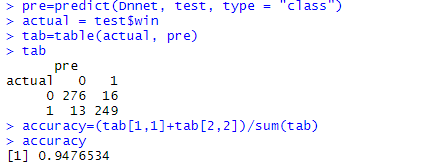 > pre=predict(Dnnet, test, type = "class")
> actual = test$win
> tab=table(actual, pre)
> tab
      pre
actual   0   1
     0 276  16
     1  13 249
> accuracy=(tab[1,1]+tab[2,2])/sum(tab)
> accuracy
[1] 0.9476534